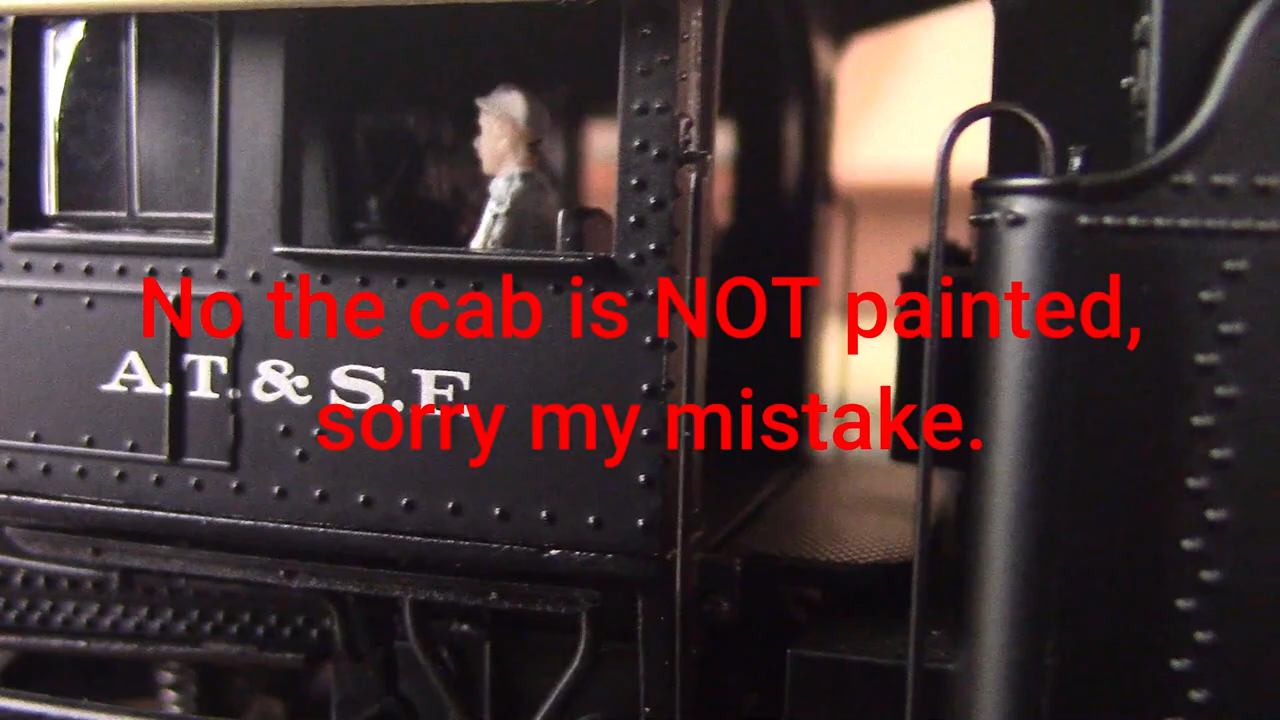 No the cab is NOT painted,
A.T.&S.F.
sorry my mistake.